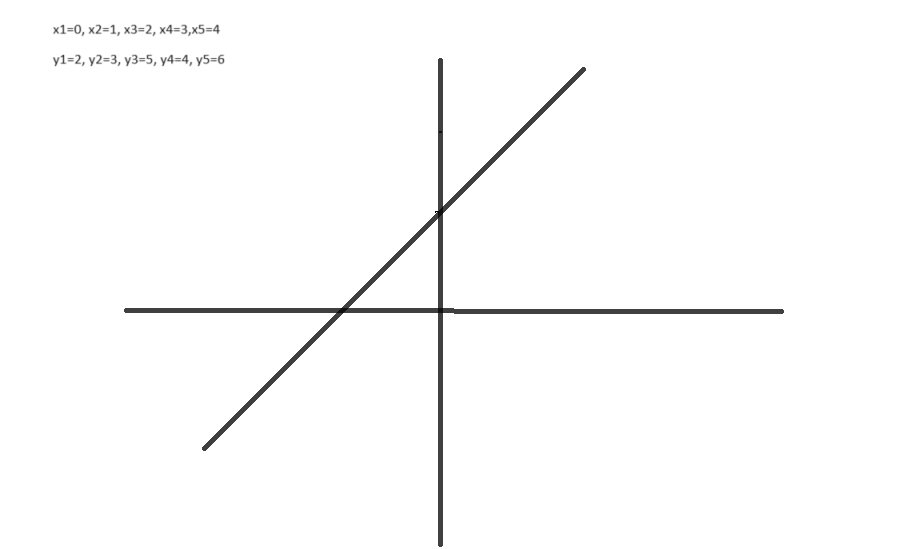 x1=0, x2=1, x3=2, x4=3,x5=4
y1=2, y2=3, y3=5, y4=4, y5=6